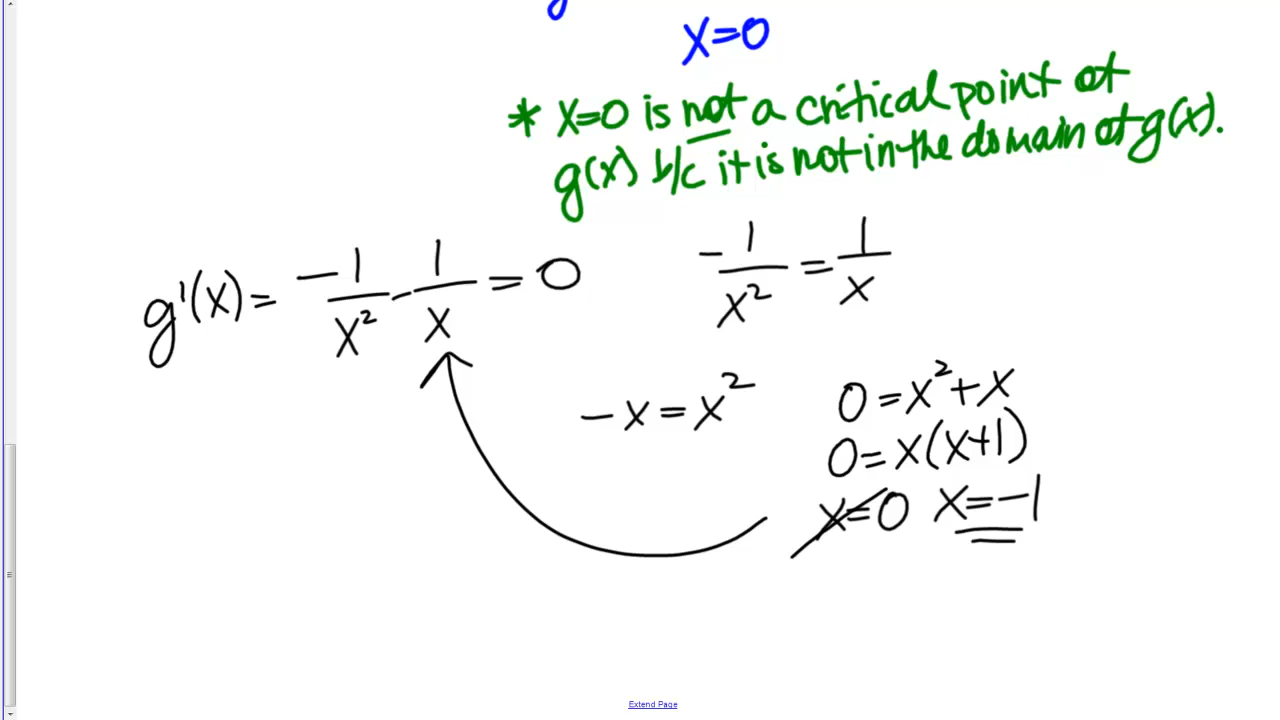 x=0
* x=0 is not a critical point of
g(x) b/c it is not in the domain of g(x).
g'(x) = -1/x² - 1/x = 0
-1/x² = 1/x
-x = x²
0 = x² + x
0 = x(x+1)
x=0 x=-1
Extend Page